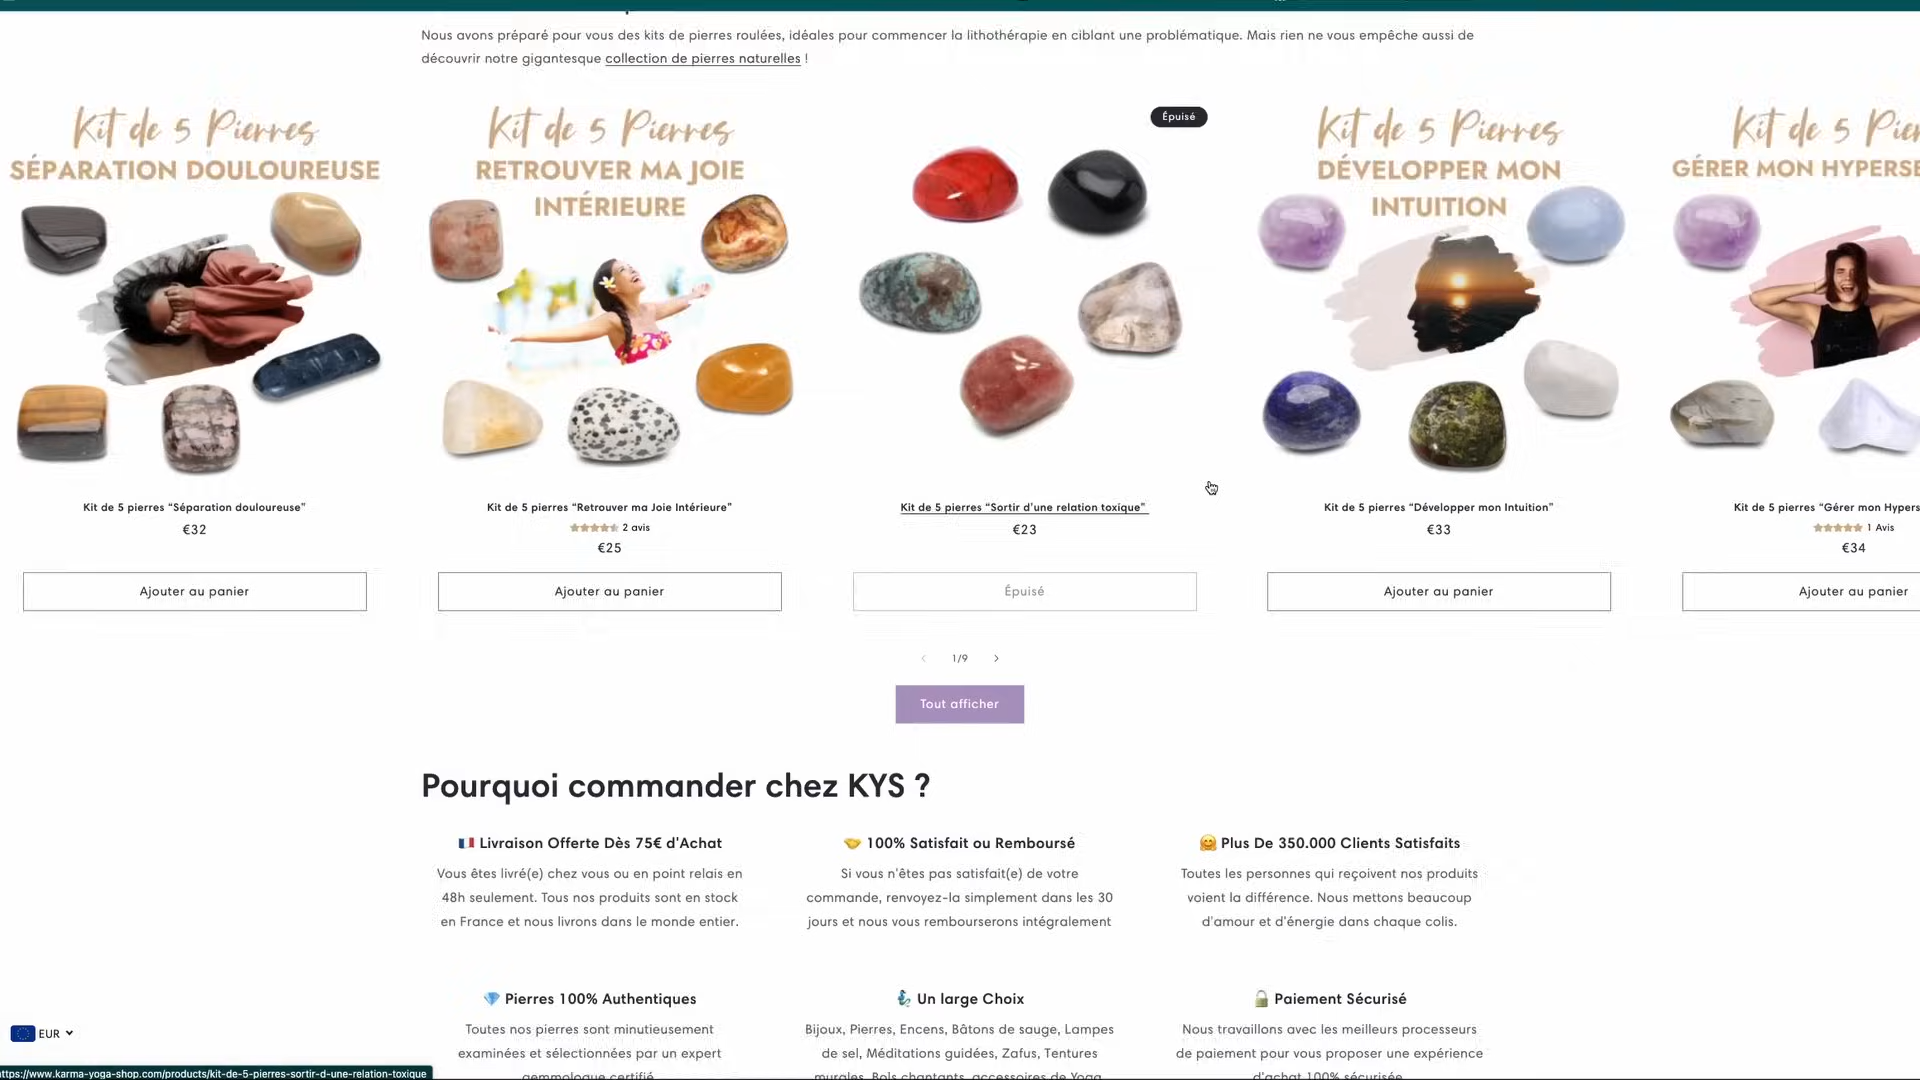 Nous avons préparé pour vous des kits de pierres roulées, idéales pour commencer la lithothérapie en ciblant une problématique. Mais rien ne vous empêche aussi de
découvrir notre gigantesque collection de pierres naturelles !
Kit de 5 Pierres
SÉPARATION DOULOUREUSE
Kit de 5 Pierres
RETROUVER MA JOIE
INTÉRIEURE
Épuisé
Kit de 5 Pierres
DÉVELOPPER MON
INTUITION
Kit de 5 Pier
GÉRER MON HYPERSE
Kit de 5 pierres “Séparation douloureuse”
€32
Ajouter au panier
Kit de 5 pierres “Retrouver ma Joie Intérieure”
2 avis
€25
Ajouter au panier
Kit de 5 pierres “Sortir d’une relation toxique”
€23
Épuisé
Kit de 5 pierres “Développer mon Intuition”
€33
Ajouter au panier
Kit de 5 pierres “Gérer mon Hypers
1 Avis
€34
Ajouter au panier
1/9
Tout afficher
Pourquoi commander chez KYS ?
Livraison Offerte Dès 75€ d'Achat
Vous êtes livré(e) chez vous ou en point relais en
48h seulement. Tous nos produits sont en stock
en France et nous livrons dans le monde entier.
100% Satisfait ou Remboursé
Si vous n'êtes pas satisfait(e) de votre
commande, renvoyez-la simplement dans les 30
jours et nous vous rembourserons intégralement
Plus De 350.000 Clients Satisfaits
Toutes les personnes qui reçoivent nos produits
voient la différence. Nous mettons beaucoup
d'amour et d'énergie dans chaque colis.
Pierres 100% Authentiques
Toutes nos pierres sont minutieusement
examinées et sélectionnées par un expert
gemmologue certifié
Un large Choix
Bijoux, Pierres, Encens, Bâtons de sauge, Lampes
de sel, Méditations guidées, Zafus, Tentures
murales, Bols chantants, accessoires de Yoga
Paiement Sécurisé
Nous travaillons avec les meilleurs processeurs
de paiement pour vous proposer une expérience
d'achat 100% sécurisée
EUR
ttps://www.karma-yoga-shop.com/products/kit-de-5-pierres-sortir-d-une-relation-toxique